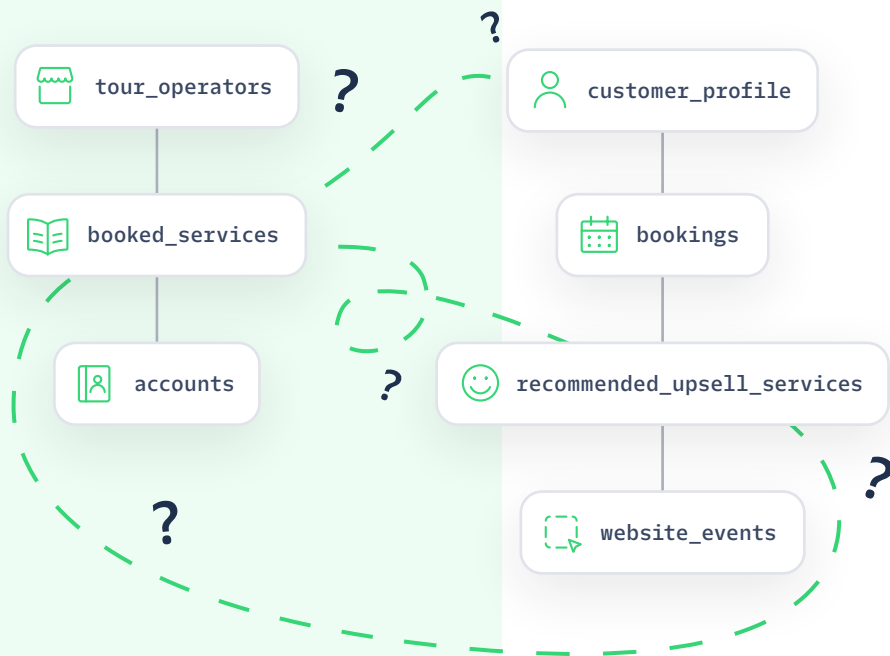 ?
?
tour_operators
customer_profile
booked_services
bookings
?
accounts
recommended_upsell_services
?
?
website_events